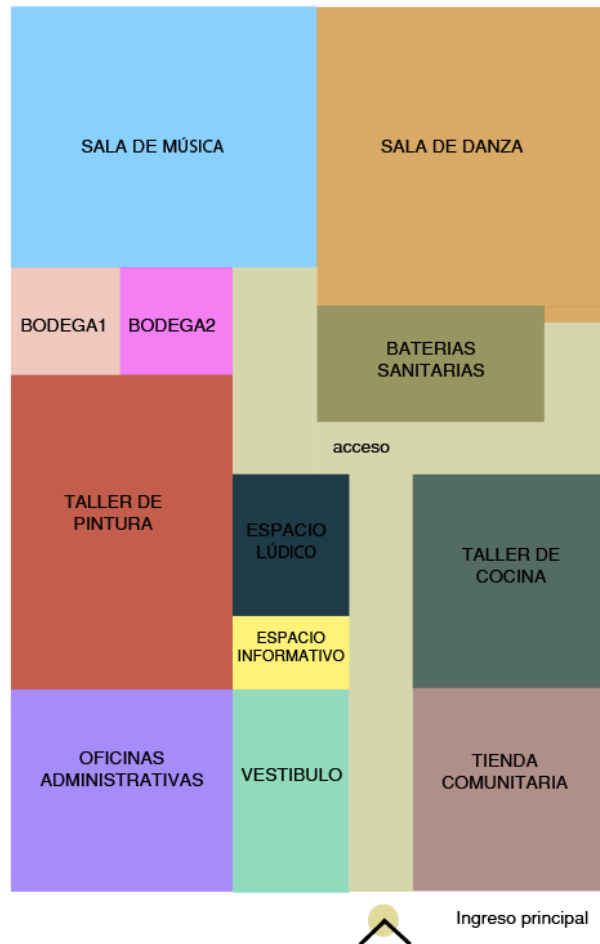 SALA DE MÚSICA
SALA DE DANZA
BODEGA1
BODEGA2
BATERIAS
SANITARIAS
acceso
TALLER DE
PINTURA
ESPACIO
LÚDICO
TALLER DE
COCINA
ESPACIO
INFORMATIVO
OFICINAS
ADMINISTRATIVAS
VESTIBULO
TIENDA
COMUNITARIA
Ingreso principal